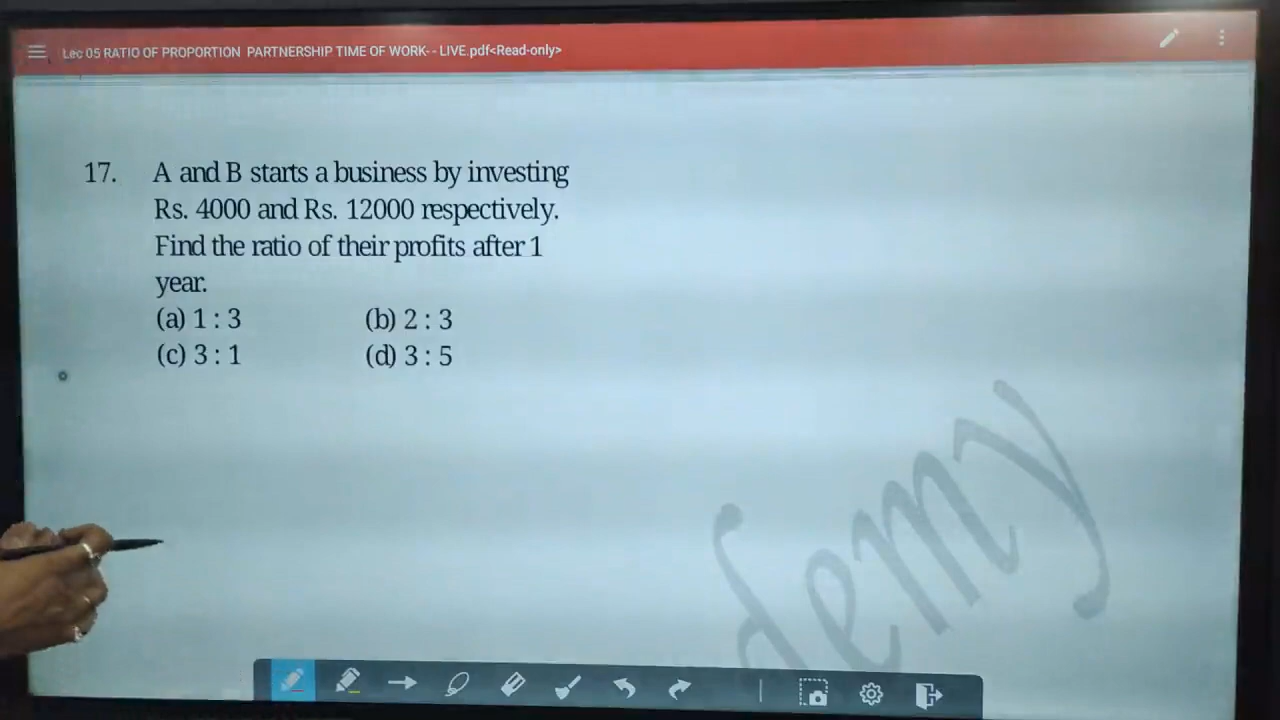 Lec 05 RATIO OF PROPORTION PARTNERSHIP TIME OF WORK-- LIVE.pdf<Read-only>
17. A and B starts a business by investing
Rs. 4000 and Rs. 12000 respectively.
Find the ratio of their profits after 1
year.
(a) 1 : 3 (b) 2 : 3
(c) 3 : 1 (d) 3 : 5
demy